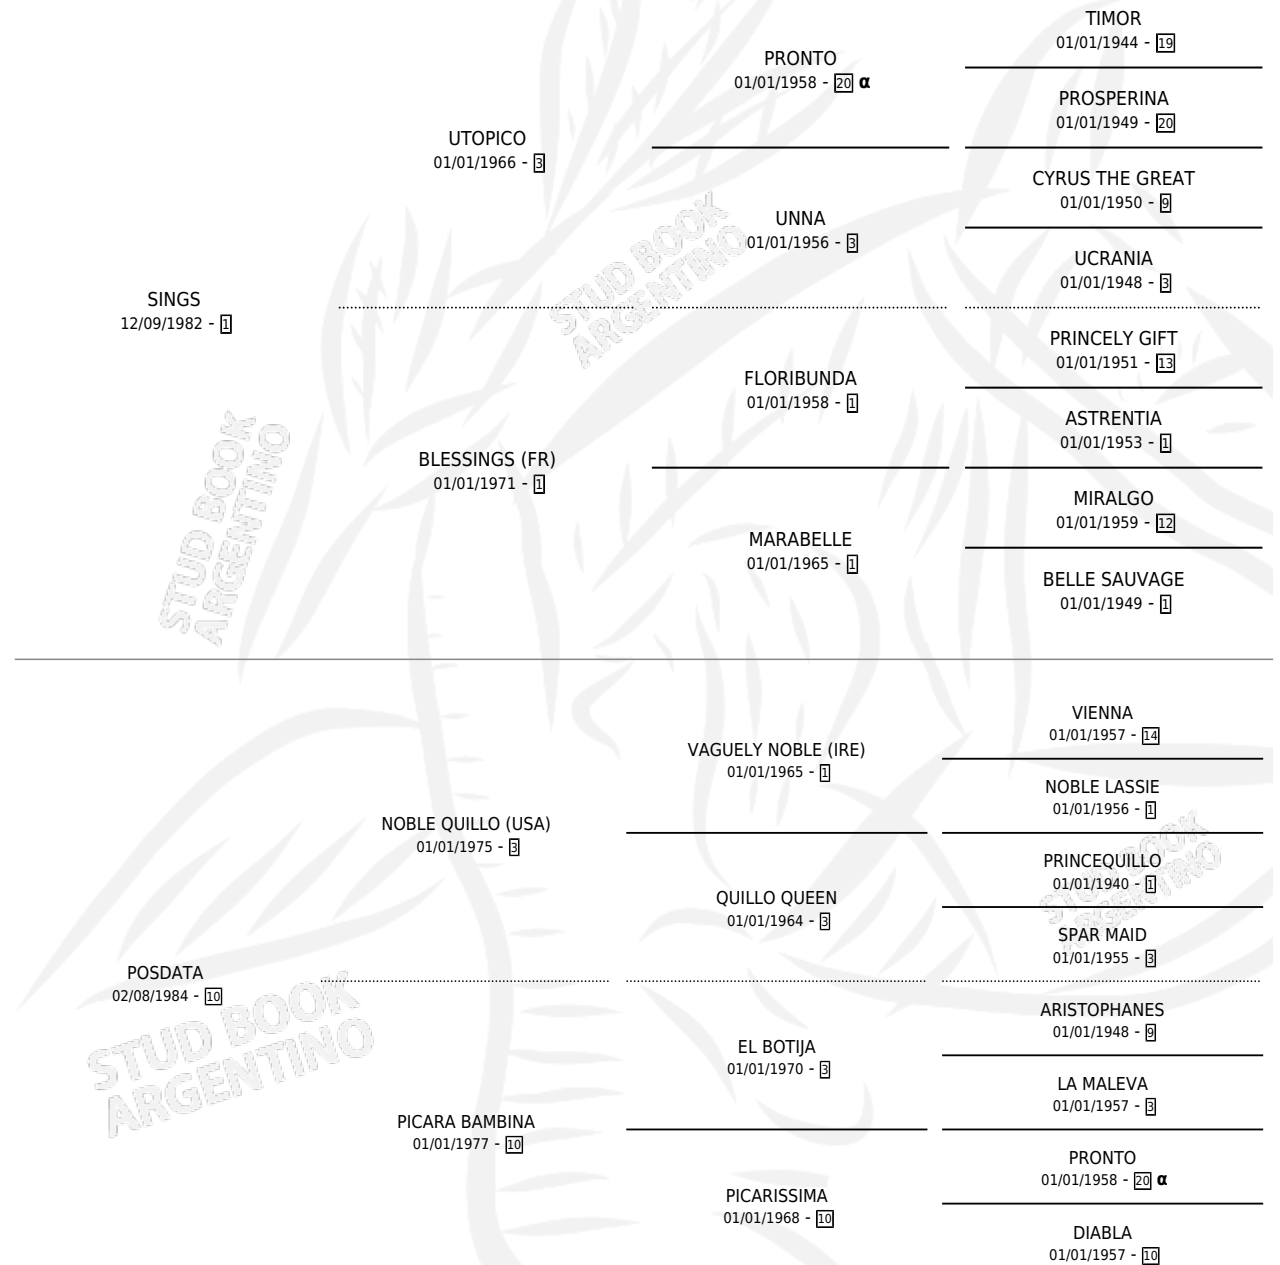 TIMOR
01/01/1944 - 19
PRONTO
01/01/1958 - 20 α
PROSPERINA
01/01/1949 - 20
UTOPICO
01/01/1966 - 3
CYRUS THE GREAT
01/01/1950 - 9
UNNA
01/01/1956 - 3
UCRANIA
01/01/1948 - 3
SINGS
12/09/1982 - 1
PRINCELY GIFT
01/01/1951 - 13
FLORIBUNDA
01/01/1958 - 1
ASTRENTIA
01/01/1953 - 1
BLESSINGS (FR)
01/01/1971 - 1
MIRALGO
01/01/1959 - 12
MARABELLE
01/01/1965 - 1
BELLE SAUVAGE
01/01/1949 - 1
VIENNA
01/01/1957 - 14
VAGUELY NOBLE (IRE)
01/01/1965 - 1
NOBLE LASSIE
01/01/1956 - 1
NOBLE QUILLO (USA)
01/01/1975 - 3
PRINCEQUILLO
01/01/1940 - 1
QUILLO QUEEN
01/01/1964 - 3
SPAR MAID
01/01/1955 - 3
POSDATA
02/08/1984 - 10
ARISTOPHANES
01/01/1948 - 9
EL BOTIJA
01/01/1970 - 3
LA MALEVA
01/01/1957 - 3
PICARA BAMBINA
01/01/1977 - 10
PRONTO
01/01/1958 - 20 α
PICARISSIMA
01/01/1968 - 10
DIABLA
01/01/1957 - 10
STUD BOOK
ARGENTINO
STUD BOOK
ARGENTINO
STUD BOOK
ARGENTINO
STUD BOOK
ARGENTINO